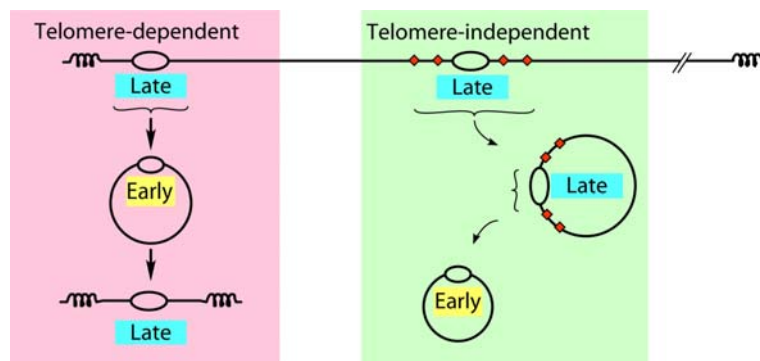 Telomere-dependent
Telomere-independent
Late
Late
Early
Late
Early
Late